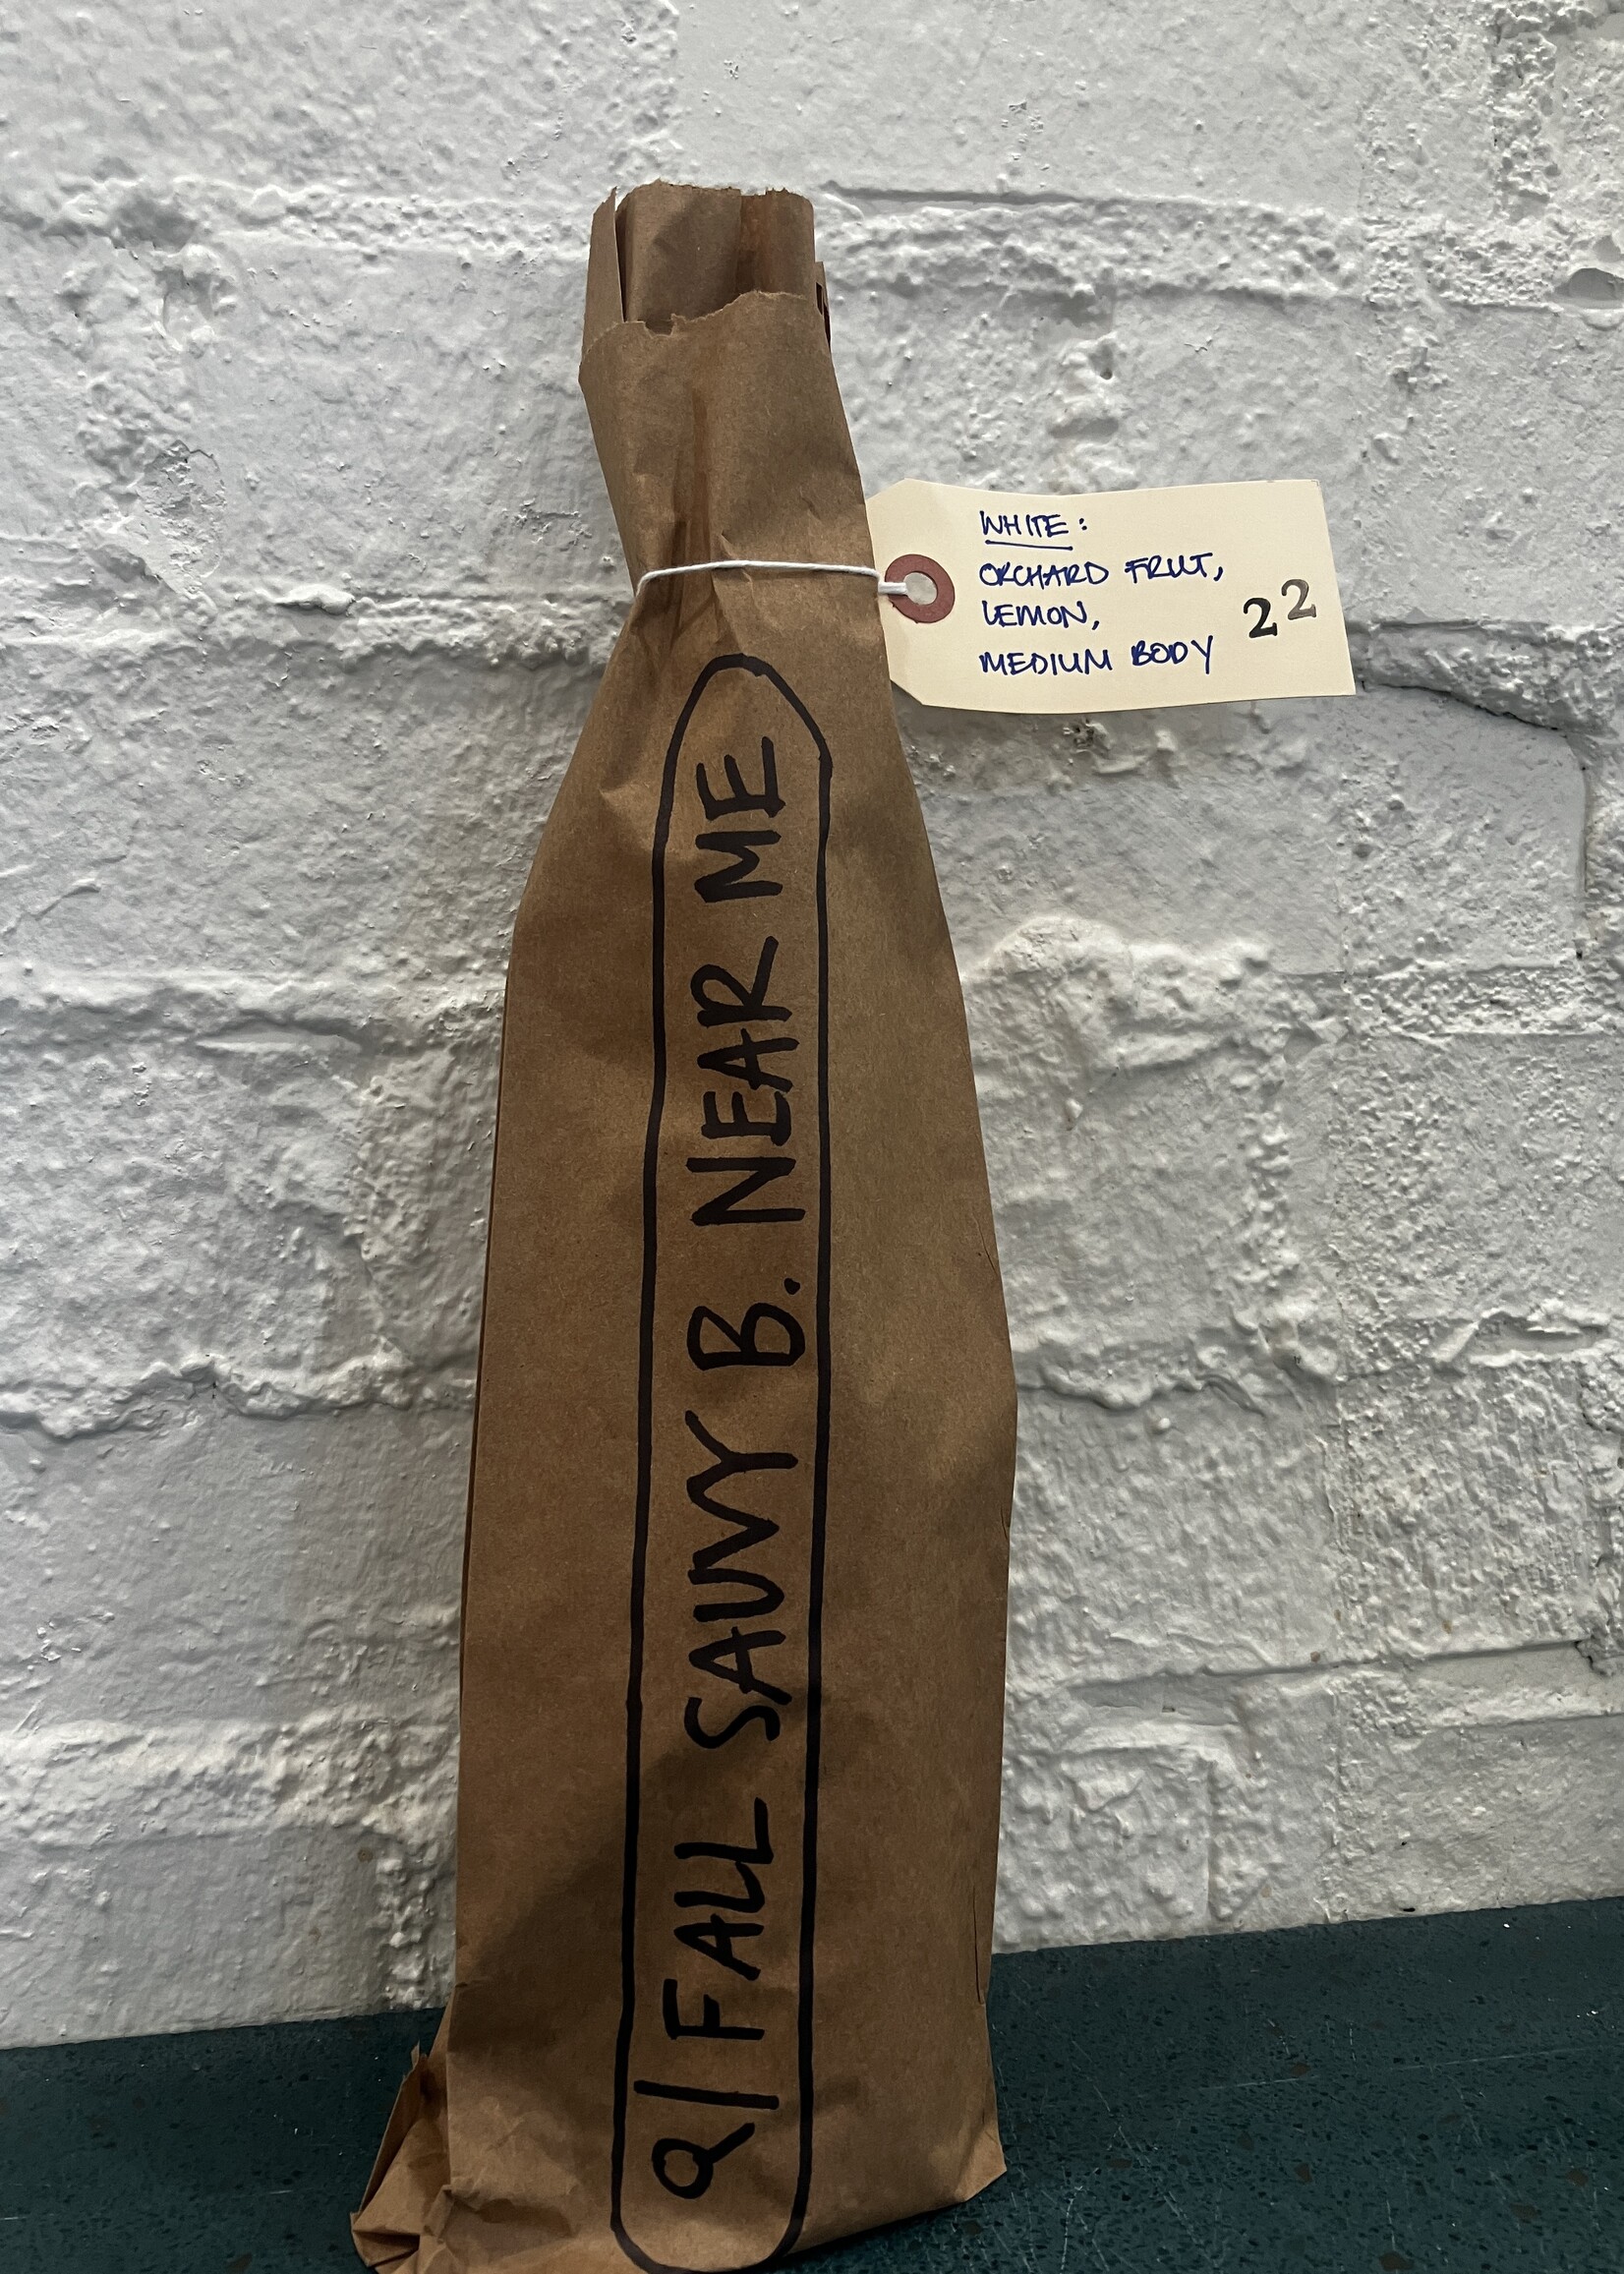 WHITE:
ORCHARD FRUIT,
LEMON,
MEDIUM BODY
22
FALL SAUVY B. NEAR ME